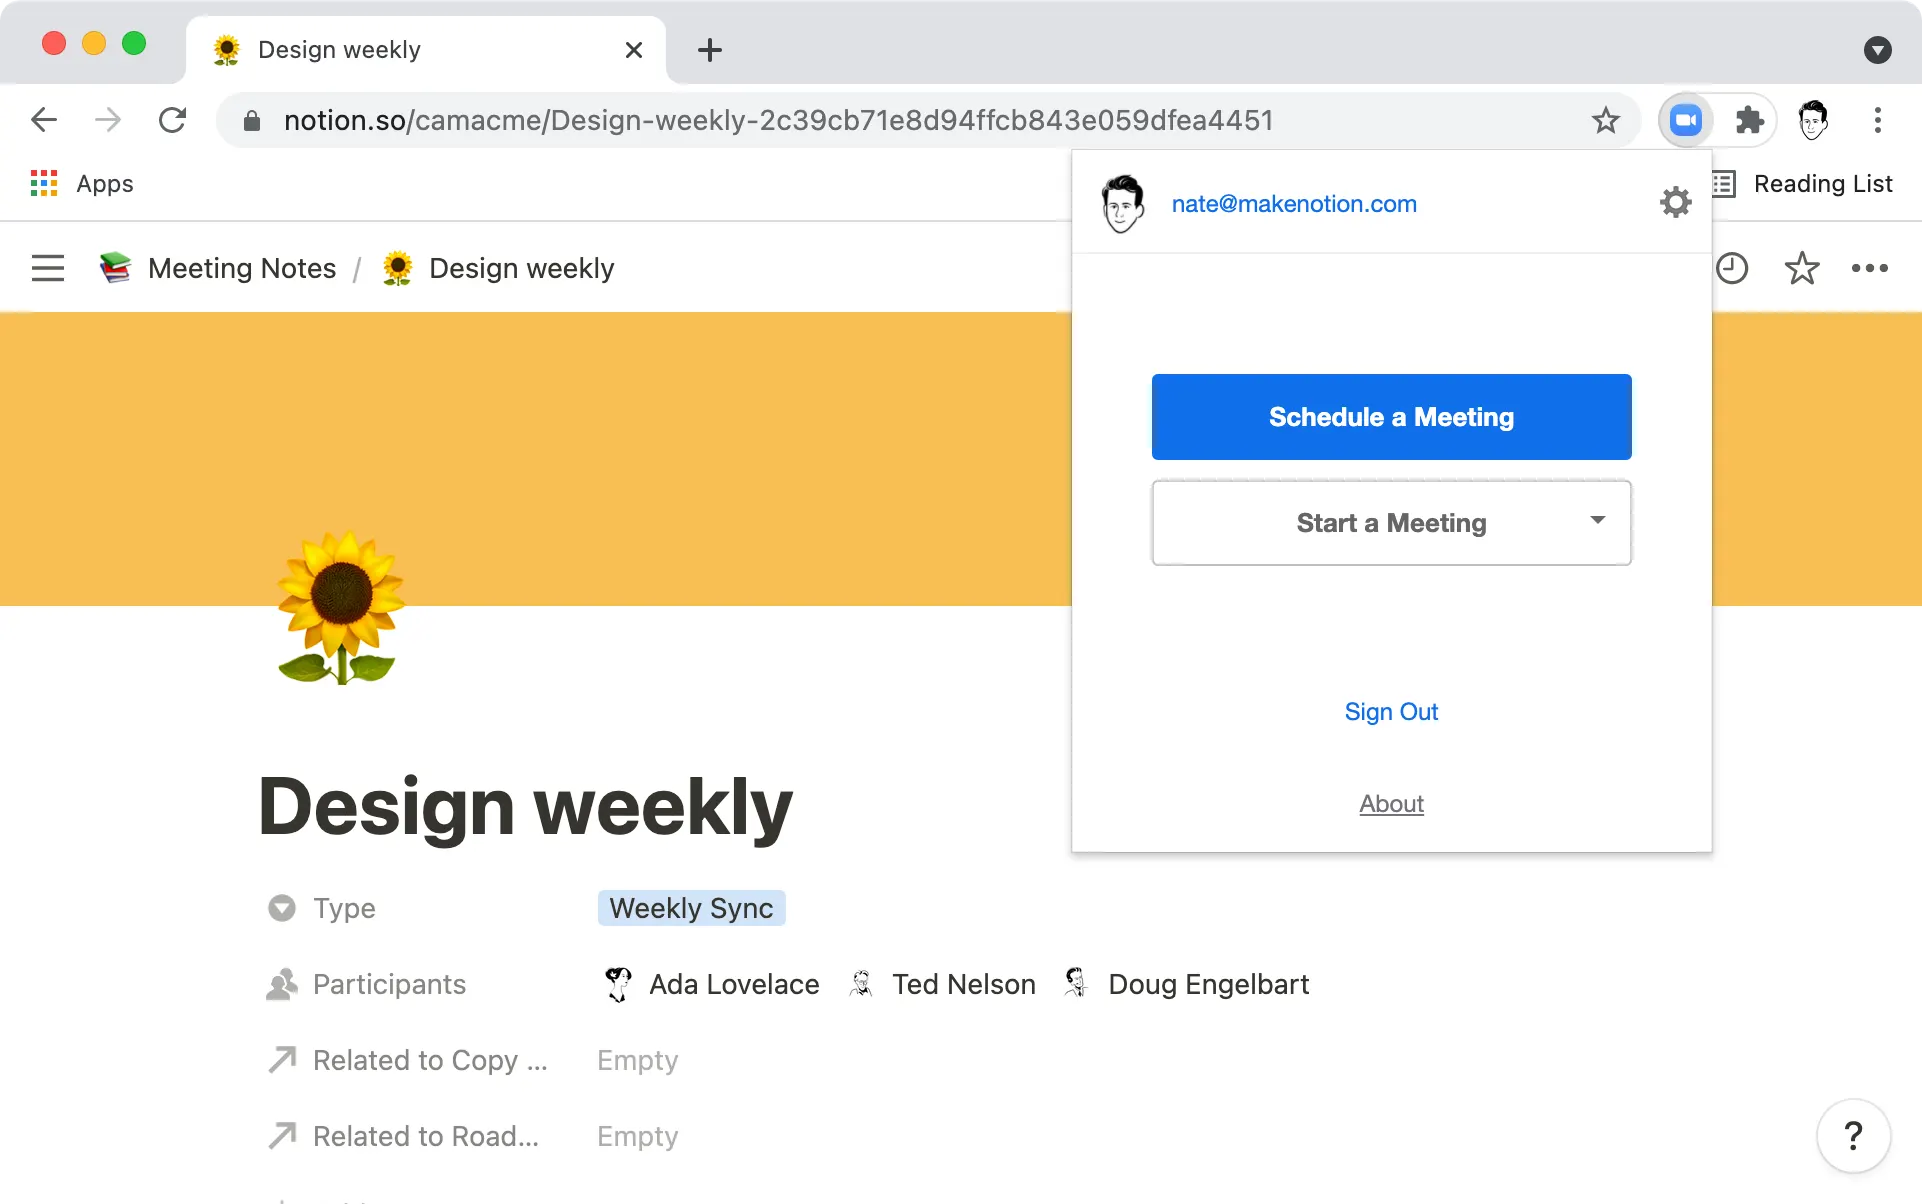 Design weekly
notion.so/camacme/Design-weekly-2c39cb71e8d94ffcb843e059dfea4451
Apps
Reading List
nate@makenotion.com
Meeting Notes / Design weekly
Schedule a Meeting
Start a Meeting
Sign Out
About
Design weekly
Type Weekly Sync
Participants Ada Lovelace Ted Nelson Doug Engelbart
Related to Copy ... Empty
Related to Road... Empty
?